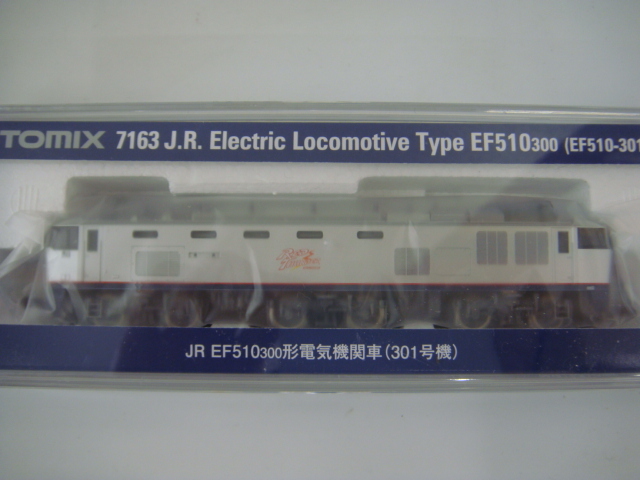 TOMIX 7163 J.R. Electric Locomotive Type EF510300 (EF510-301
JR EF510300形電気機関車(301号機)